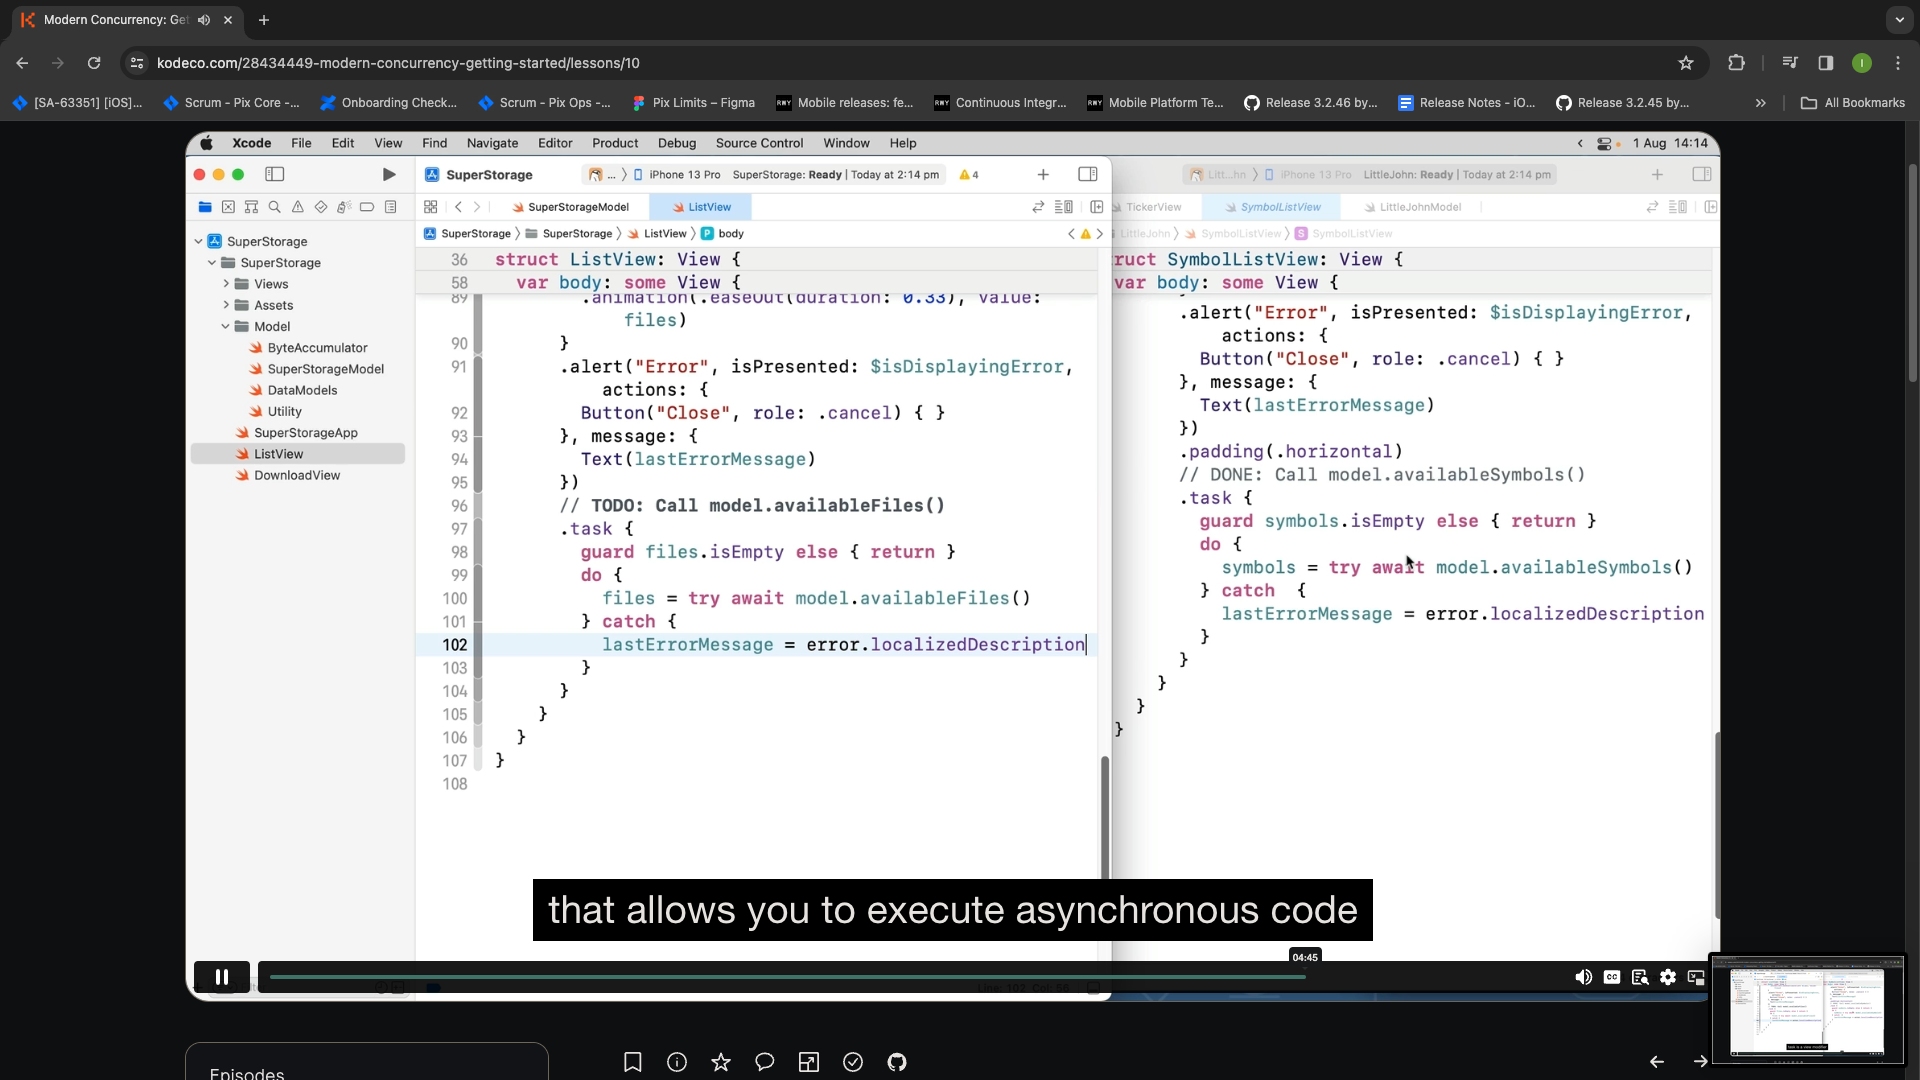 Modern Concurrency: Get
kodeco.com/28434449-modern-concurrency-getting-started/lessons/10
[SA-63351] [iOS]...
Scrum - Pix Core -...
Onboarding Check...
Scrum - Pix Ops -...
Pix Limits – Figma
Mobile releases: fe...
Continuous Integr...
Mobile Platform Te...
Release 3.2.46 by...
Release Notes - iO...
Release 3.2.45 by...
All Bookmarks
Xcode File Edit View Find Navigate Editor Product Debug Source Control Window Help
1 Aug 14:14
SuperStorage
... 〉 iPhone 13 Pro SuperStorage: Ready | Today at 2:14 pm
4
Litt...hn 〉 iPhone 13 Pro LittleJohn: Ready | Today at 2:14 pm
SuperStorageModel
ListView
TickerView
SymbolListView
LittleJohnModel
SuperStorage 〉 SuperStorage 〉 ListView 〉 body
LittleJohn 〉 SymbolListView 〉 SymbolListView
SuperStorage
SuperStorage
Views
Assets
Model
ByteAccumulator
SuperStorageModel
DataModels
Utility
SuperStorageApp
ListView
DownloadView
36 struct ListView: View {
58 var body: some View {
89 .animation(.easeOut(duration: 0.33), value:
files)
90 }
91 .alert("Error", isPresented: $isDisplayingError,
actions: {
92 Button("Close", role: .cancel) { }
93 }, message: {
94 Text(lastErrorMessage)
95 })
96 // TODO: Call model.availableFiles()
97 .task {
98 guard files.isEmpty else { return }
99 do {
100 files = try await model.availableFiles()
101 } catch {
102 lastErrorMessage = error.localizedDescription
103 }
104 }
105 }
106 }
107 }
108
ruct SymbolListView: View {
var body: some View {
.alert("Error", isPresented: $isDisplayingError,
actions: {
Button("Close", role: .cancel) { }
}, message: {
Text(lastErrorMessage)
})
.padding(.horizontal)
// DONE: Call model.availableSymbols()
.task {
guard symbols.isEmpty else { return }
do {
symbols = try await model.availableSymbols()
} catch {
lastErrorMessage = error.localizedDescription
}
}
}
}
}
that allows you to execute asynchronous code
04:45
CC
Episodes